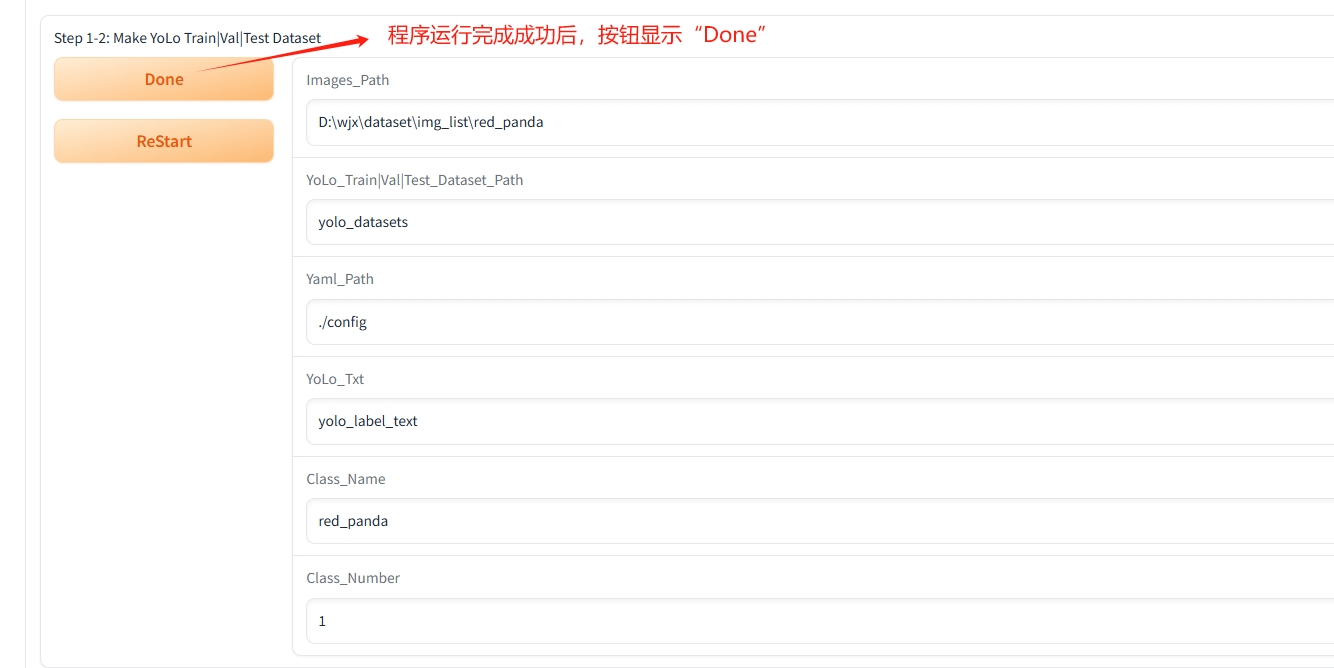 Step 1-2: Make YoLo Train|Val|Test Dataset
程序运行完成成功后，按钮显示“Done”
Done
ReStart
Images_Path
D:\wjx\dataset\img_list\red_panda
YoLo_Train|Val|Test_Dataset_Path
yolo_datasets
Yaml_Path
./config
YoLo_Txt
yolo_label_text
Class_Name
red_panda
Class_Number
1